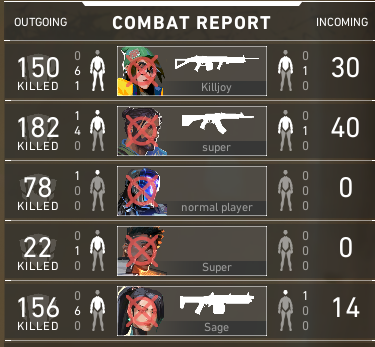 OUTGOING COMBAT REPORT INCOMING
150 0 6 1 0 1 0 30
KILLED Killjoy
182 1 4 0 0 1 0 40
KILLED super
78 1 0 0 0 0 0 0
KILLED normal player
22 0 1 0 0 0 0 0
KILLED Super
156 0 6 0 1 0 0 14
KILLED Sage